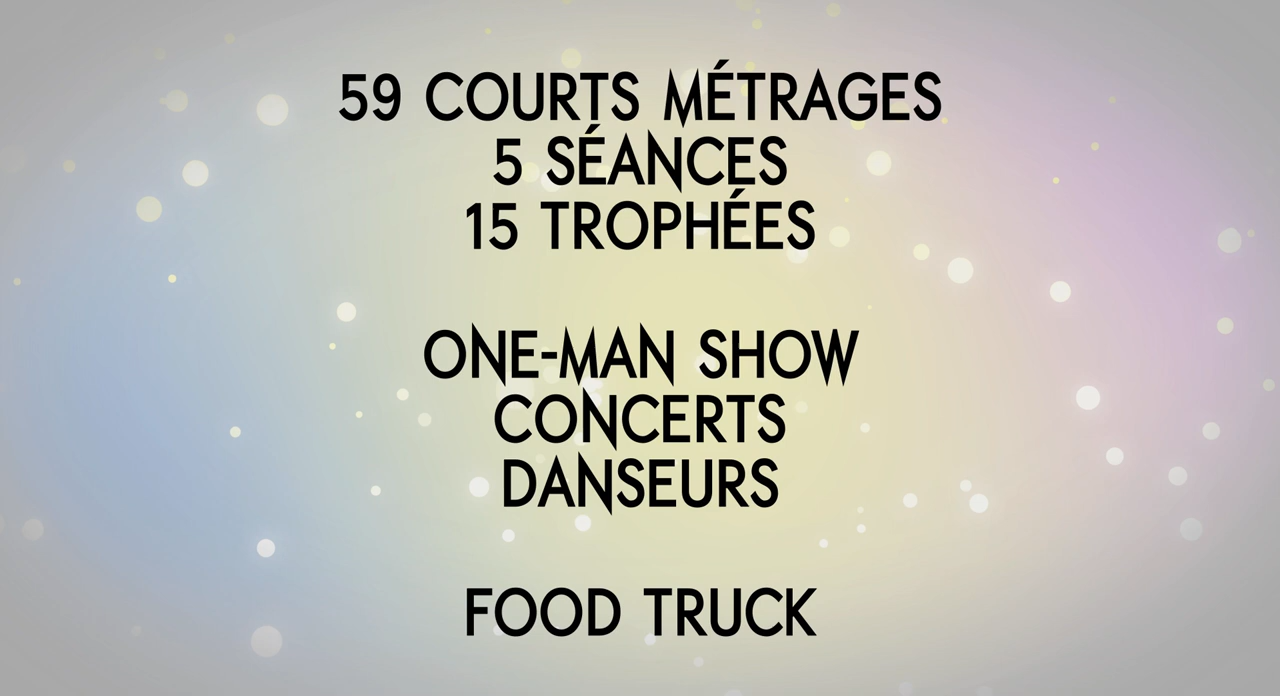 59 COURTS MÉTRAGES
5 SÉANCES
15 TROPHÉES
ONE-MAN SHOW
CONCERTS
DANSEURS
FOOD TRUCK